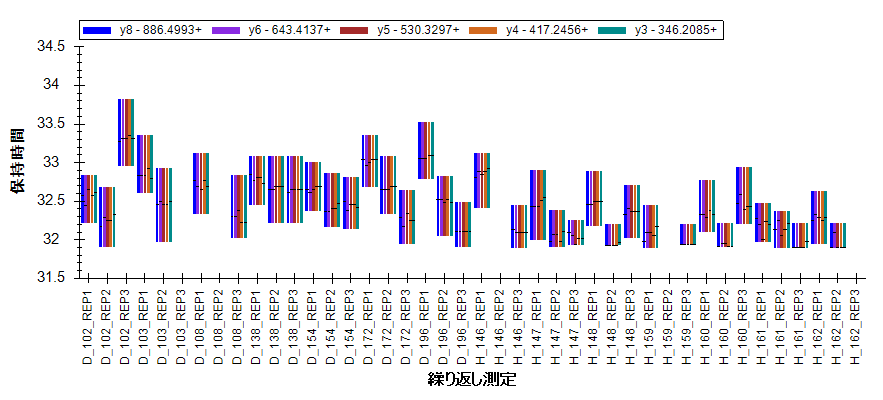 y8 - 886.4993+ y6 - 643.4137+ y5 - 530.3297+ y4 - 417.2456+ y3 - 346.2085+
34.5
34
33.5
33
32.5
32
31.5
保持時間
D_102_REP1
D_102_REP2
D_102_REP3
D_103_REP1
D_103_REP2
D_103_REP3
D_108_REP1
D_108_REP2
D_108_REP3
D_138_REP1
D_138_REP2
D_138_REP3
D_154_REP1
D_154_REP2
D_154_REP3
D_172_REP1
D_172_REP2
D_172_REP3
D_196_REP1
D_196_REP2
D_196_REP3
H_146_REP1
H_146_REP2
H_146_REP3
H_147_REP1
H_147_REP2
H_147_REP3
H_148_REP1
H_148_REP2
H_148_REP3
H_159_REP1
H_159_REP2
H_159_REP3
H_160_REP1
H_160_REP2
H_160_REP3
H_161_REP1
H_161_REP2
H_161_REP3
H_162_REP1
H_162_REP2
H_162_REP3
繰り返し測定